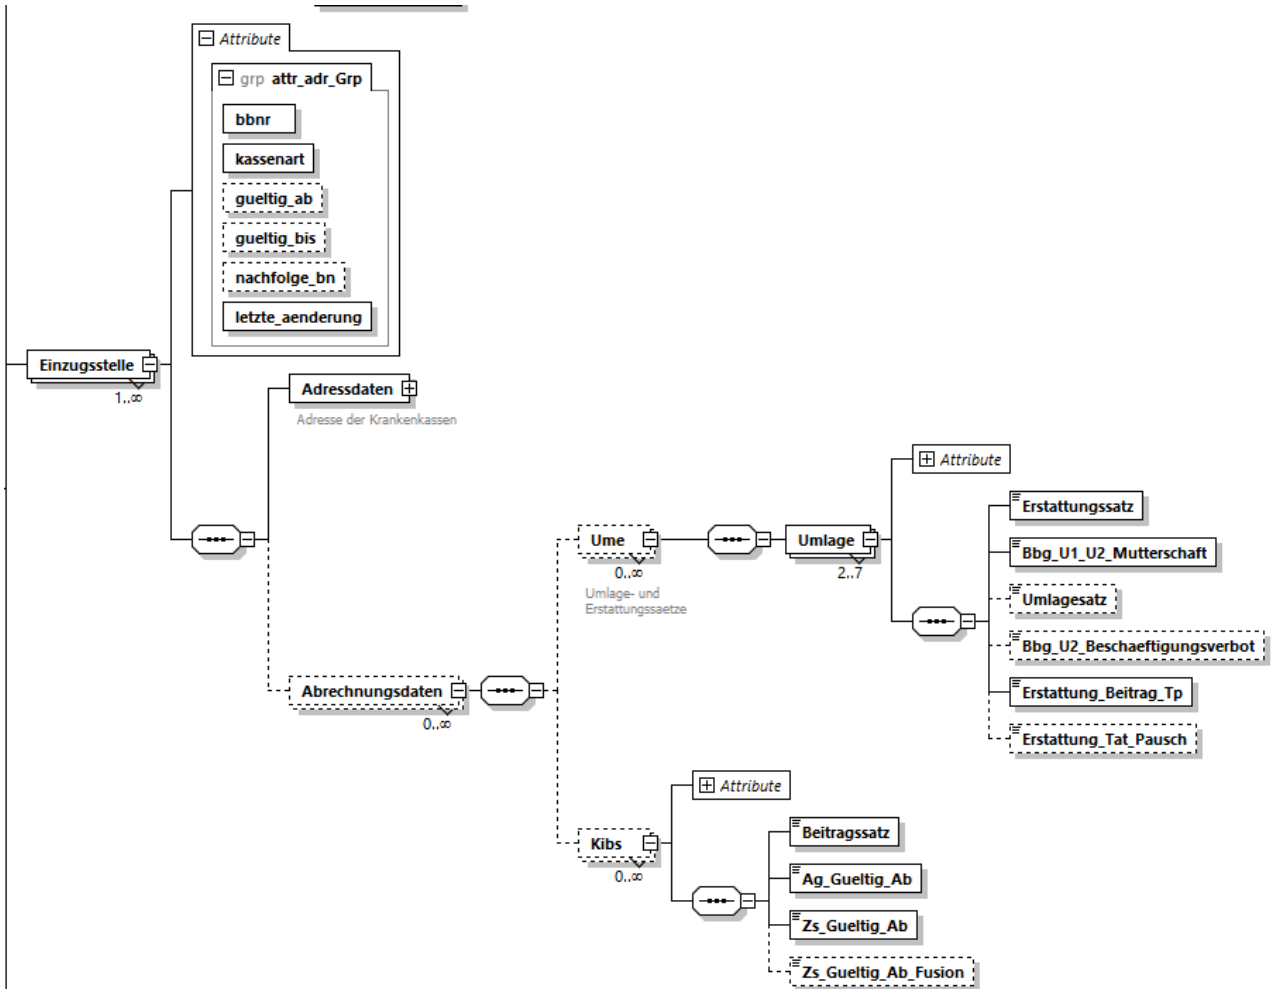 Attribute
grp attr_adr_Grp
bbnr
kassenart
gueltig_ab
gueltig_bis
nachfolge_bn
letzte_aenderung
Einzugsstelle
1..∞
Adressdaten
Adresse der Krankenkassen
Abrechnungsdaten
0..∞
Ume
0..∞
Umlage- und
Erstattungssaetze
Umlage
2..7
Attribute
Erstattungssatz
Bbg_U1_U2_Mutterschaft
Umlagesatz
Bbg_U2_Beschaeftigungsverbot
Erstattung_Beitrag_Tp
Erstattung_Tat_Pausch
Kibs
0..∞
Attribute
Beitragssatz
Ag_Gueltig_Ab
Zs_Gueltig_Ab
Zs_Gueltig_Ab_Fusion